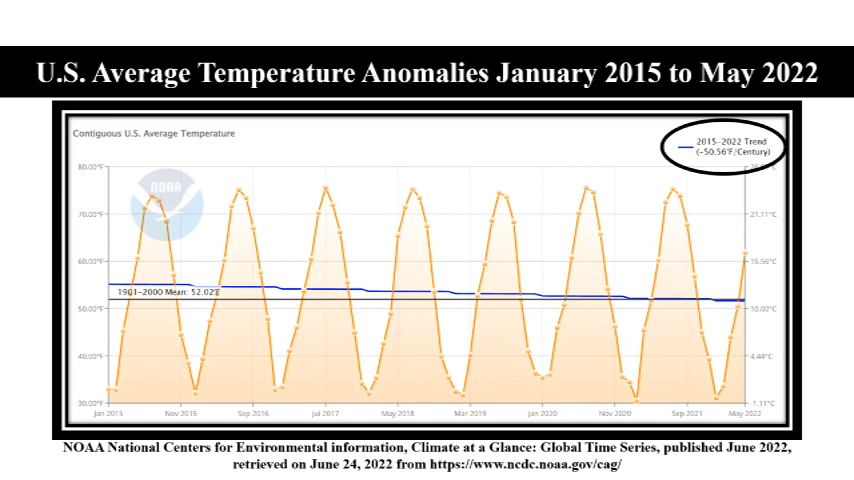 U.S. Average Temperature Anomalies January 2015 to May 2022
Contiguous U.S. Average Temperature
2015-2022 Trend
(-50.56°F/Century)
80.00°F
NOAA
70.00°F
21.11°C
60.00°F
15.56°C
1901-2000 Mean: 52.02°F
50.00°F
10.00°C
40.00°F
4.44°C
30.00°F
-1.11°C
Jan 2015 Nov 2015 Sep 2016 Jul 2017 May 2018 Mar 2019 Jan 2020 Nov 2020 Sep 2021 May 2022
NOAA National Centers for Environmental information, Climate at a Glance: Global Time Series, published June 2022,
retrieved on June 24, 2022 from https://www.ncdc.noaa.gov/cag/